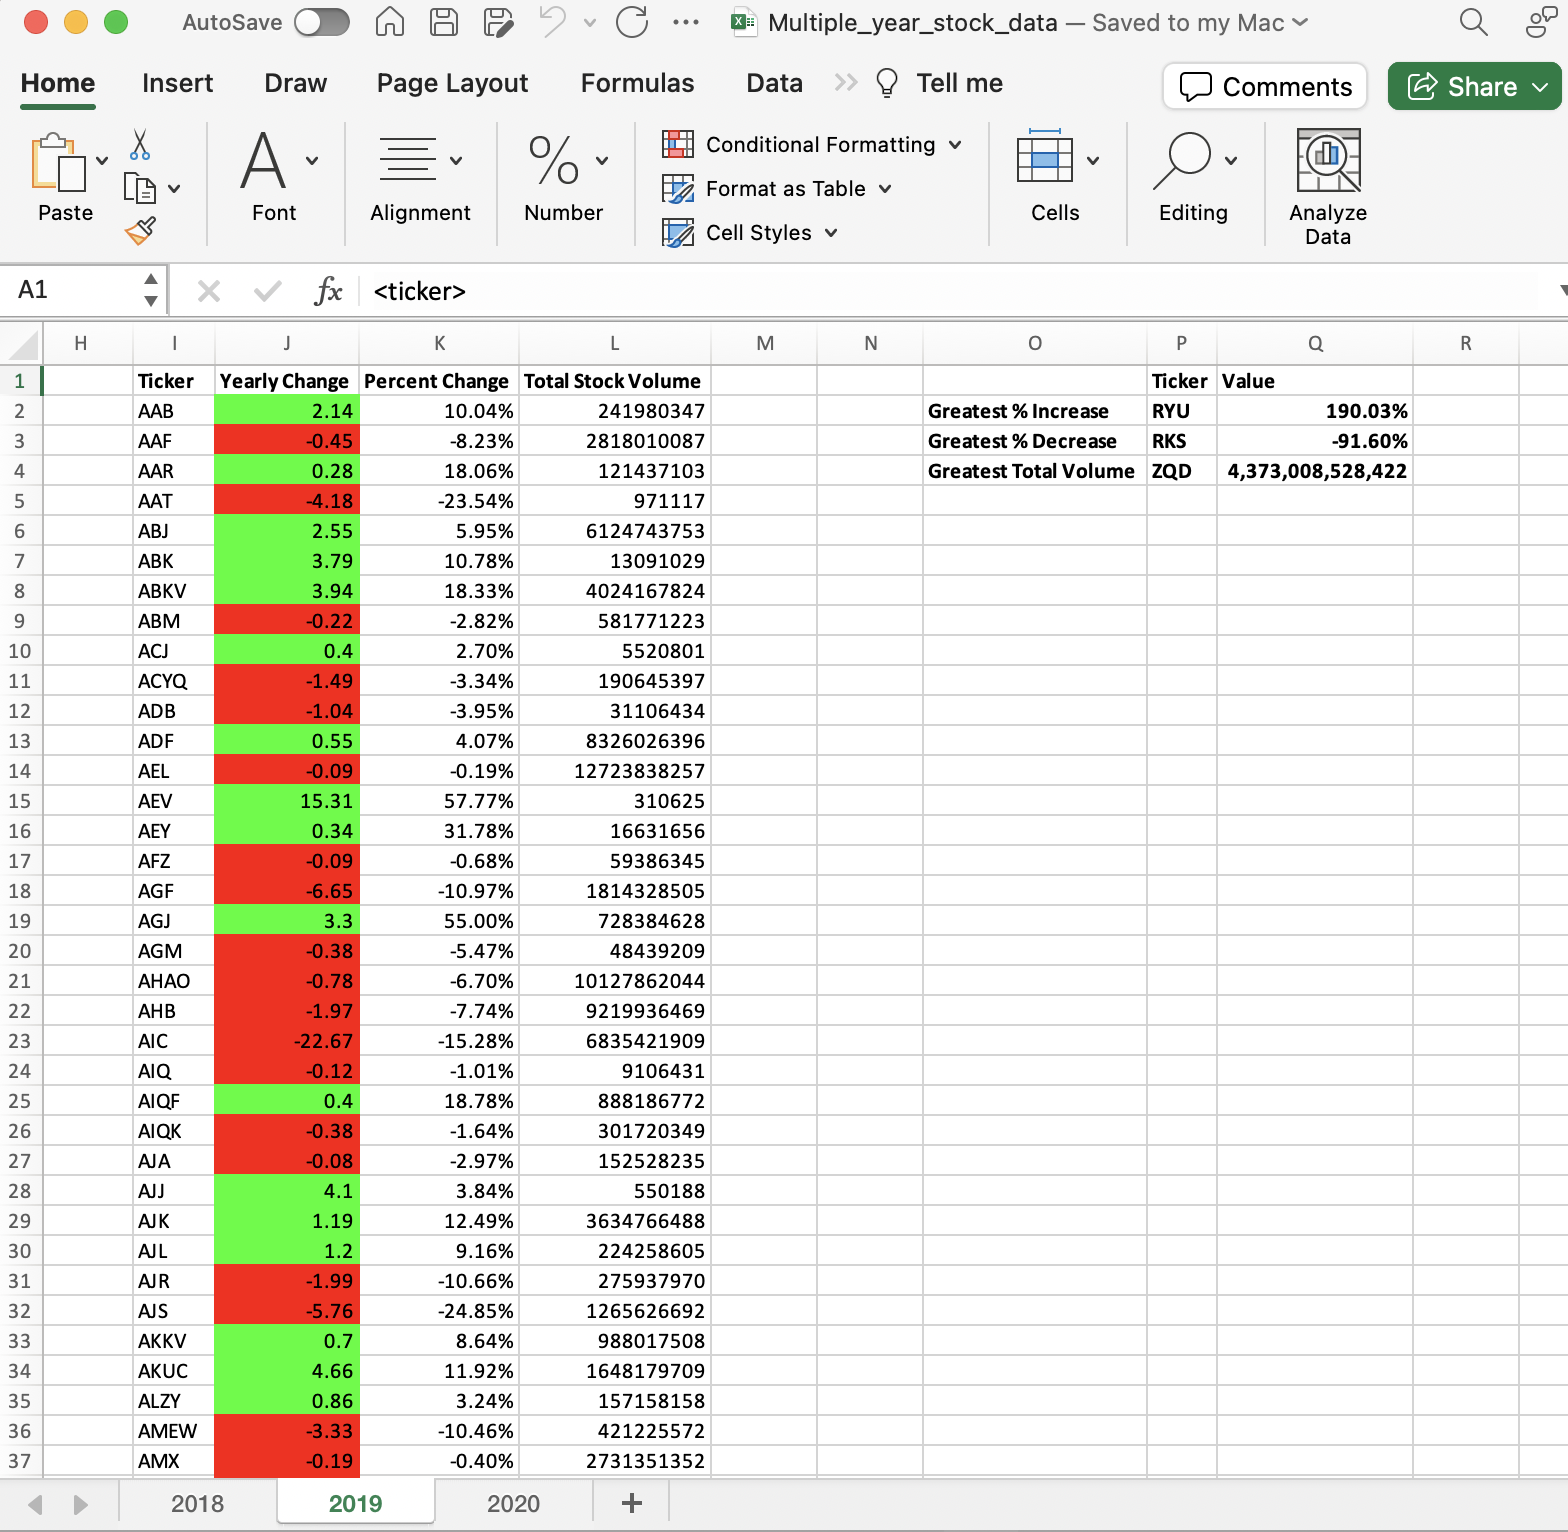 AutoSave Multiple_year_stock_data — Saved to my Mac
Home Insert Draw Page Layout Formulas Data Tell me Comments Share
Paste Font Alignment Number Conditional Formatting Format as Table Cell Styles Cells Editing Analyze Data
A1 fx <ticker>
H I J K L M N O P Q R
1 Ticker Yearly Change Percent Change Total Stock Volume Ticker Value
2 AAB 2.14 10.04% 241980347 Greatest % Increase RYU 190.03%
3 AAF -0.45 -8.23% 2818010087 Greatest % Decrease RKS -91.60%
4 AAR 0.28 18.06% 121437103 Greatest Total Volume ZQD 4,373,008,528,422
5 AAT -4.18 -23.54% 971117
6 ABJ 2.55 5.95% 6124743753
7 ABK 3.79 10.78% 13091029
8 ABKV 3.94 18.33% 4024167824
9 ABM -0.22 -2.82% 581771223
10 ACJ 0.4 2.70% 5520801
11 ACYQ -1.49 -3.34% 190645397
12 ADB -1.04 -3.95% 31106434
13 ADF 0.55 4.07% 8326026396
14 AEL -0.09 -0.19% 12723838257
15 AEV 15.31 57.77% 310625
16 AEY 0.34 31.78% 16631656
17 AFZ -0.09 -0.68% 59386345
18 AGF -6.65 -10.97% 1814328505
19 AGJ 3.3 55.00% 728384628
20 AGM -0.38 -5.47% 48439209
21 AHAO -0.78 -6.70% 10127862044
22 AHB -1.97 -7.74% 9219936469
23 AIC -22.67 -15.28% 6835421909
24 AIQ -0.12 -1.01% 9106431
25 AIQF 0.4 18.78% 888186772
26 AIQK -0.38 -1.64% 301720349
27 AJA -0.08 -2.97% 152528235
28 AJJ 4.1 3.84% 550188
29 AJK 1.19 12.49% 3634766488
30 AJL 1.2 9.16% 224258605
31 AJR -1.99 -10.66% 275937970
32 AJS -5.76 -24.85% 1265626692
33 AKKV 0.7 8.64% 988017508
34 AKUC 4.66 11.92% 1648179709
35 ALZY 0.86 3.24% 157158158
36 AMEW -3.33 -10.46% 421225572
37 AMX -0.19 -0.40% 2731351352
2018 2019 2020 +